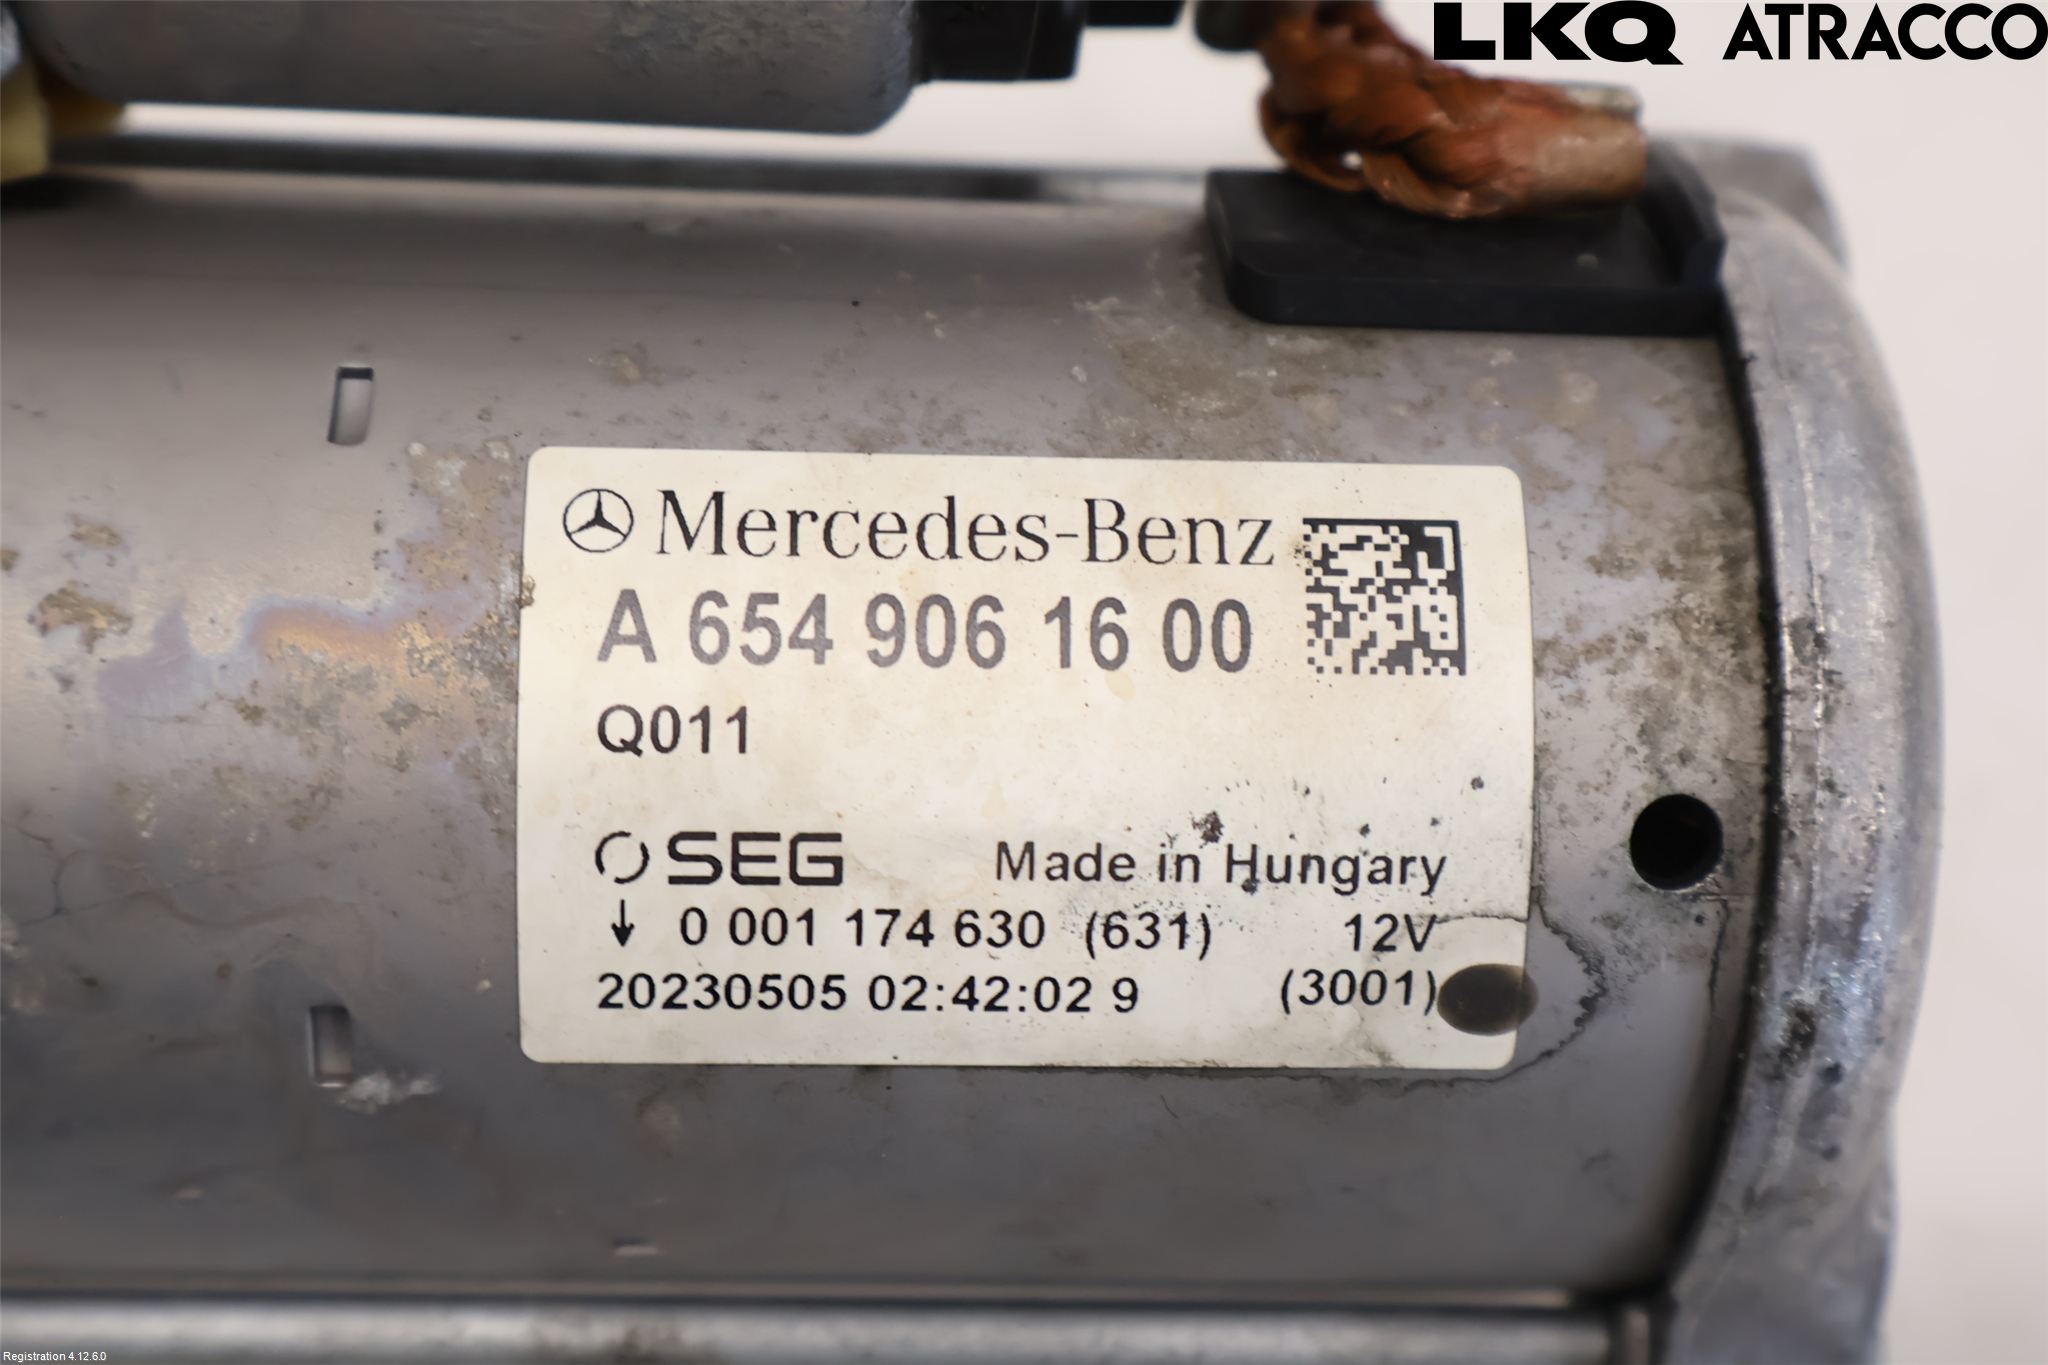 LKQ ATRACCO
Mercedes-Benz
A 654 906 16 00
Q011
SEG Made in Hungary
↓ 0 001 174 630 (631) 12V
20230505 02:42:02 9 (3001)
Registration 4.12.6.0